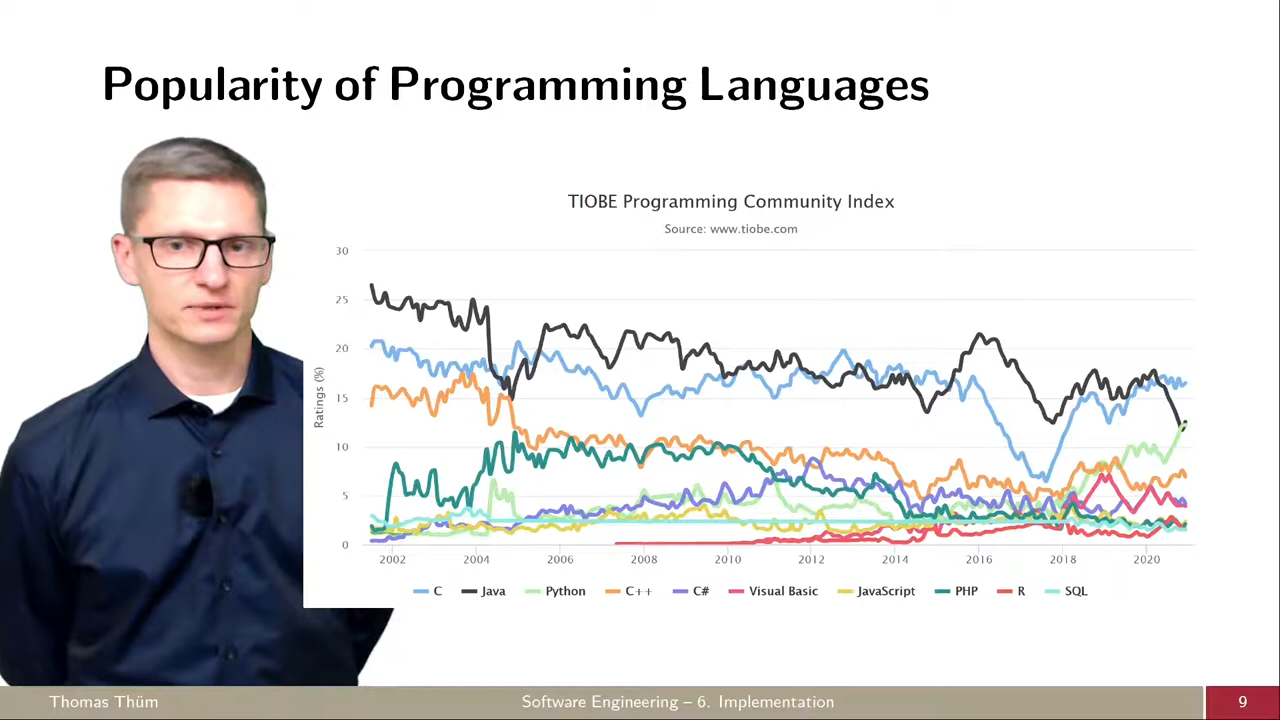 Popularity of Programming Languages
TIOBE Programming Community Index
Source: www.tiobe.com
Ratings (%)
30
25
20
15
10
5
0
2002 2004 2006 2008 2010 2012 2014 2016 2018 2020
C Java Python C++ C# Visual Basic JavaScript PHP R SQL
Thomas Thüm Software Engineering – 6. Implementation 9